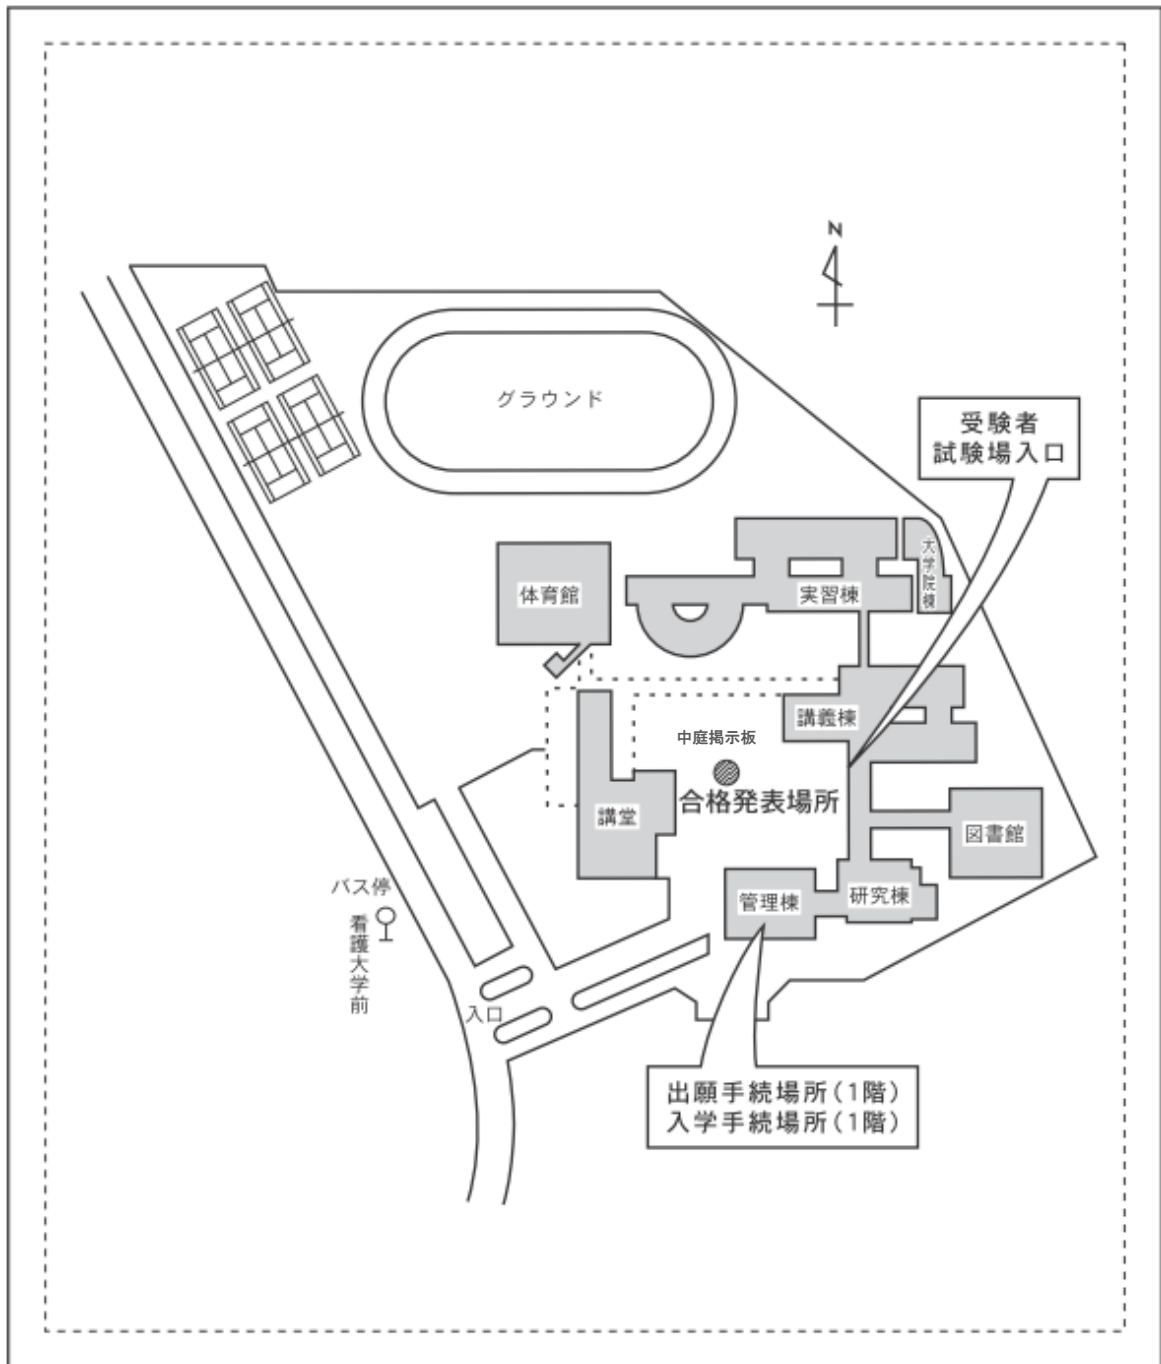 N
グラウンド
受験者
試験場入口
大学院棟
体育館
実習棟
講義棟
中庭掲示板
合格発表場所
講堂
図書館
バス停
看護大学前
管理棟
研究棟
入口
出願手続場所(1階)
入学手続場所(1階)